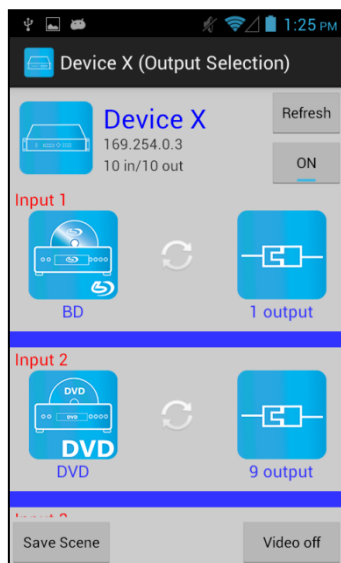 1:25 PM
Device X (Output Selection)
Device X
Refresh
169.254.0.3
10 in/10 out
ON
Input 1
BD
1 output
Input 2
DVD
DVD
DVD
9 output
Save Scene
Video off